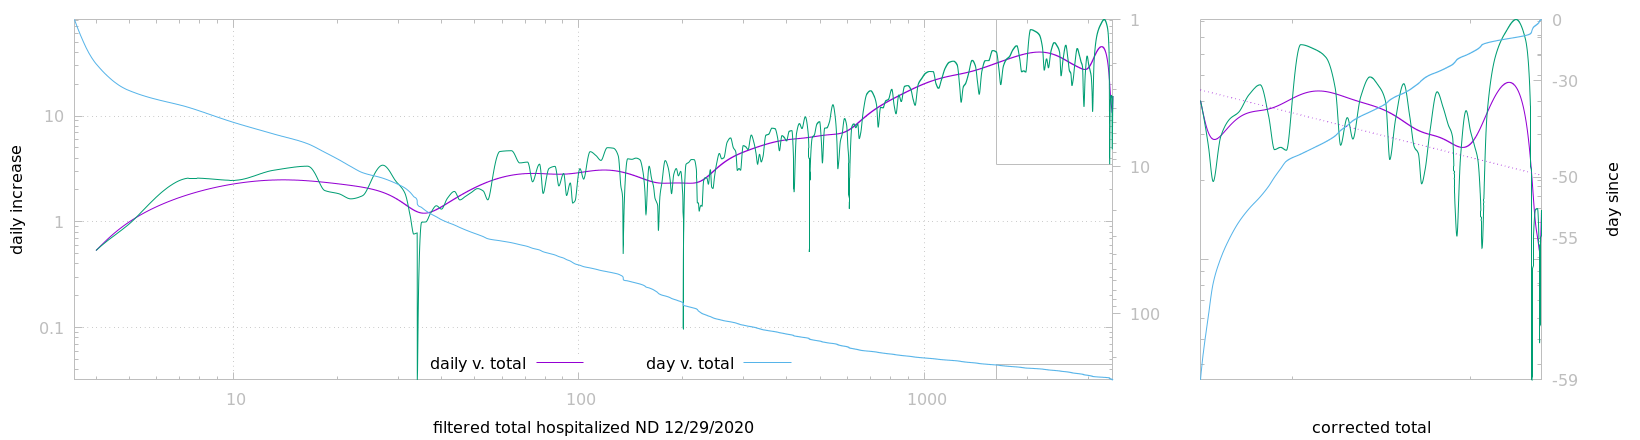 daily increase
10
1
0.1
daily v. total
day v. total
10
100
1000
filtered total hospitalized ND 12/29/2020
1
10
100
0
-30
-50
-55
-59
day since
corrected total